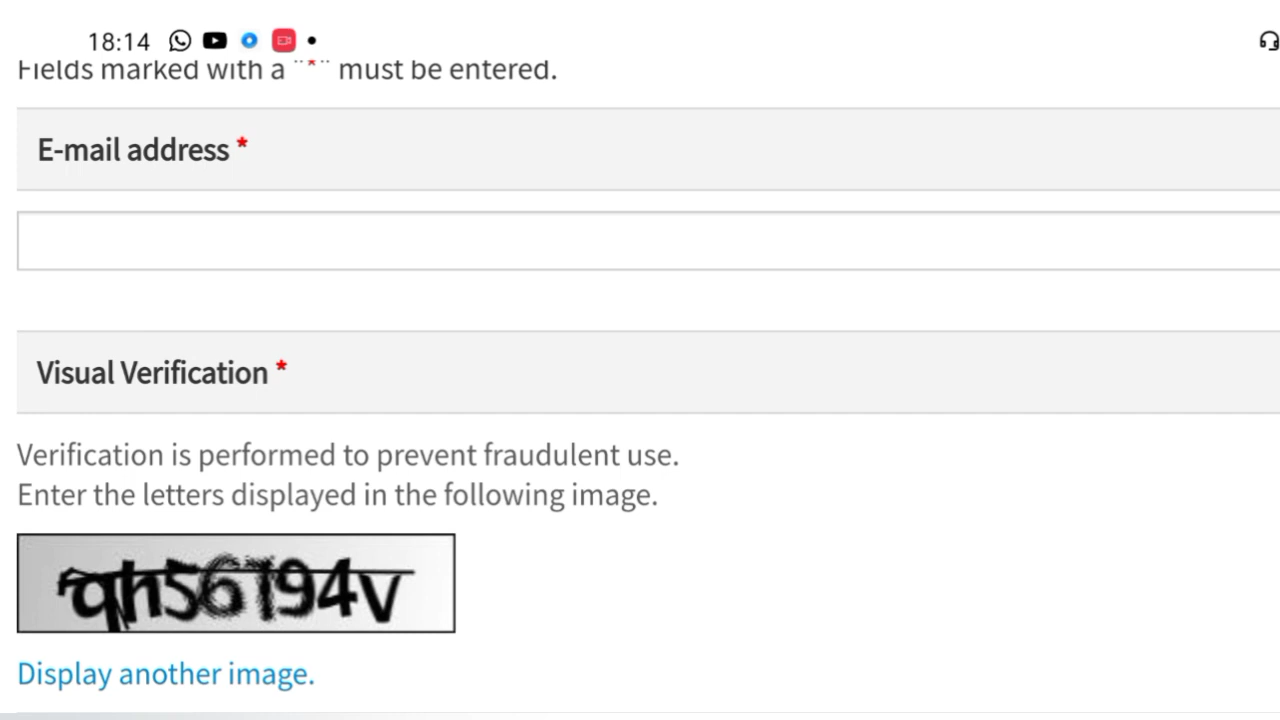 18:14
Fields marked with a "*" must be entered.
E-mail address *
Visual Verification *
Verification is performed to prevent fraudulent use.
Enter the letters displayed in the following image.
Display another image.